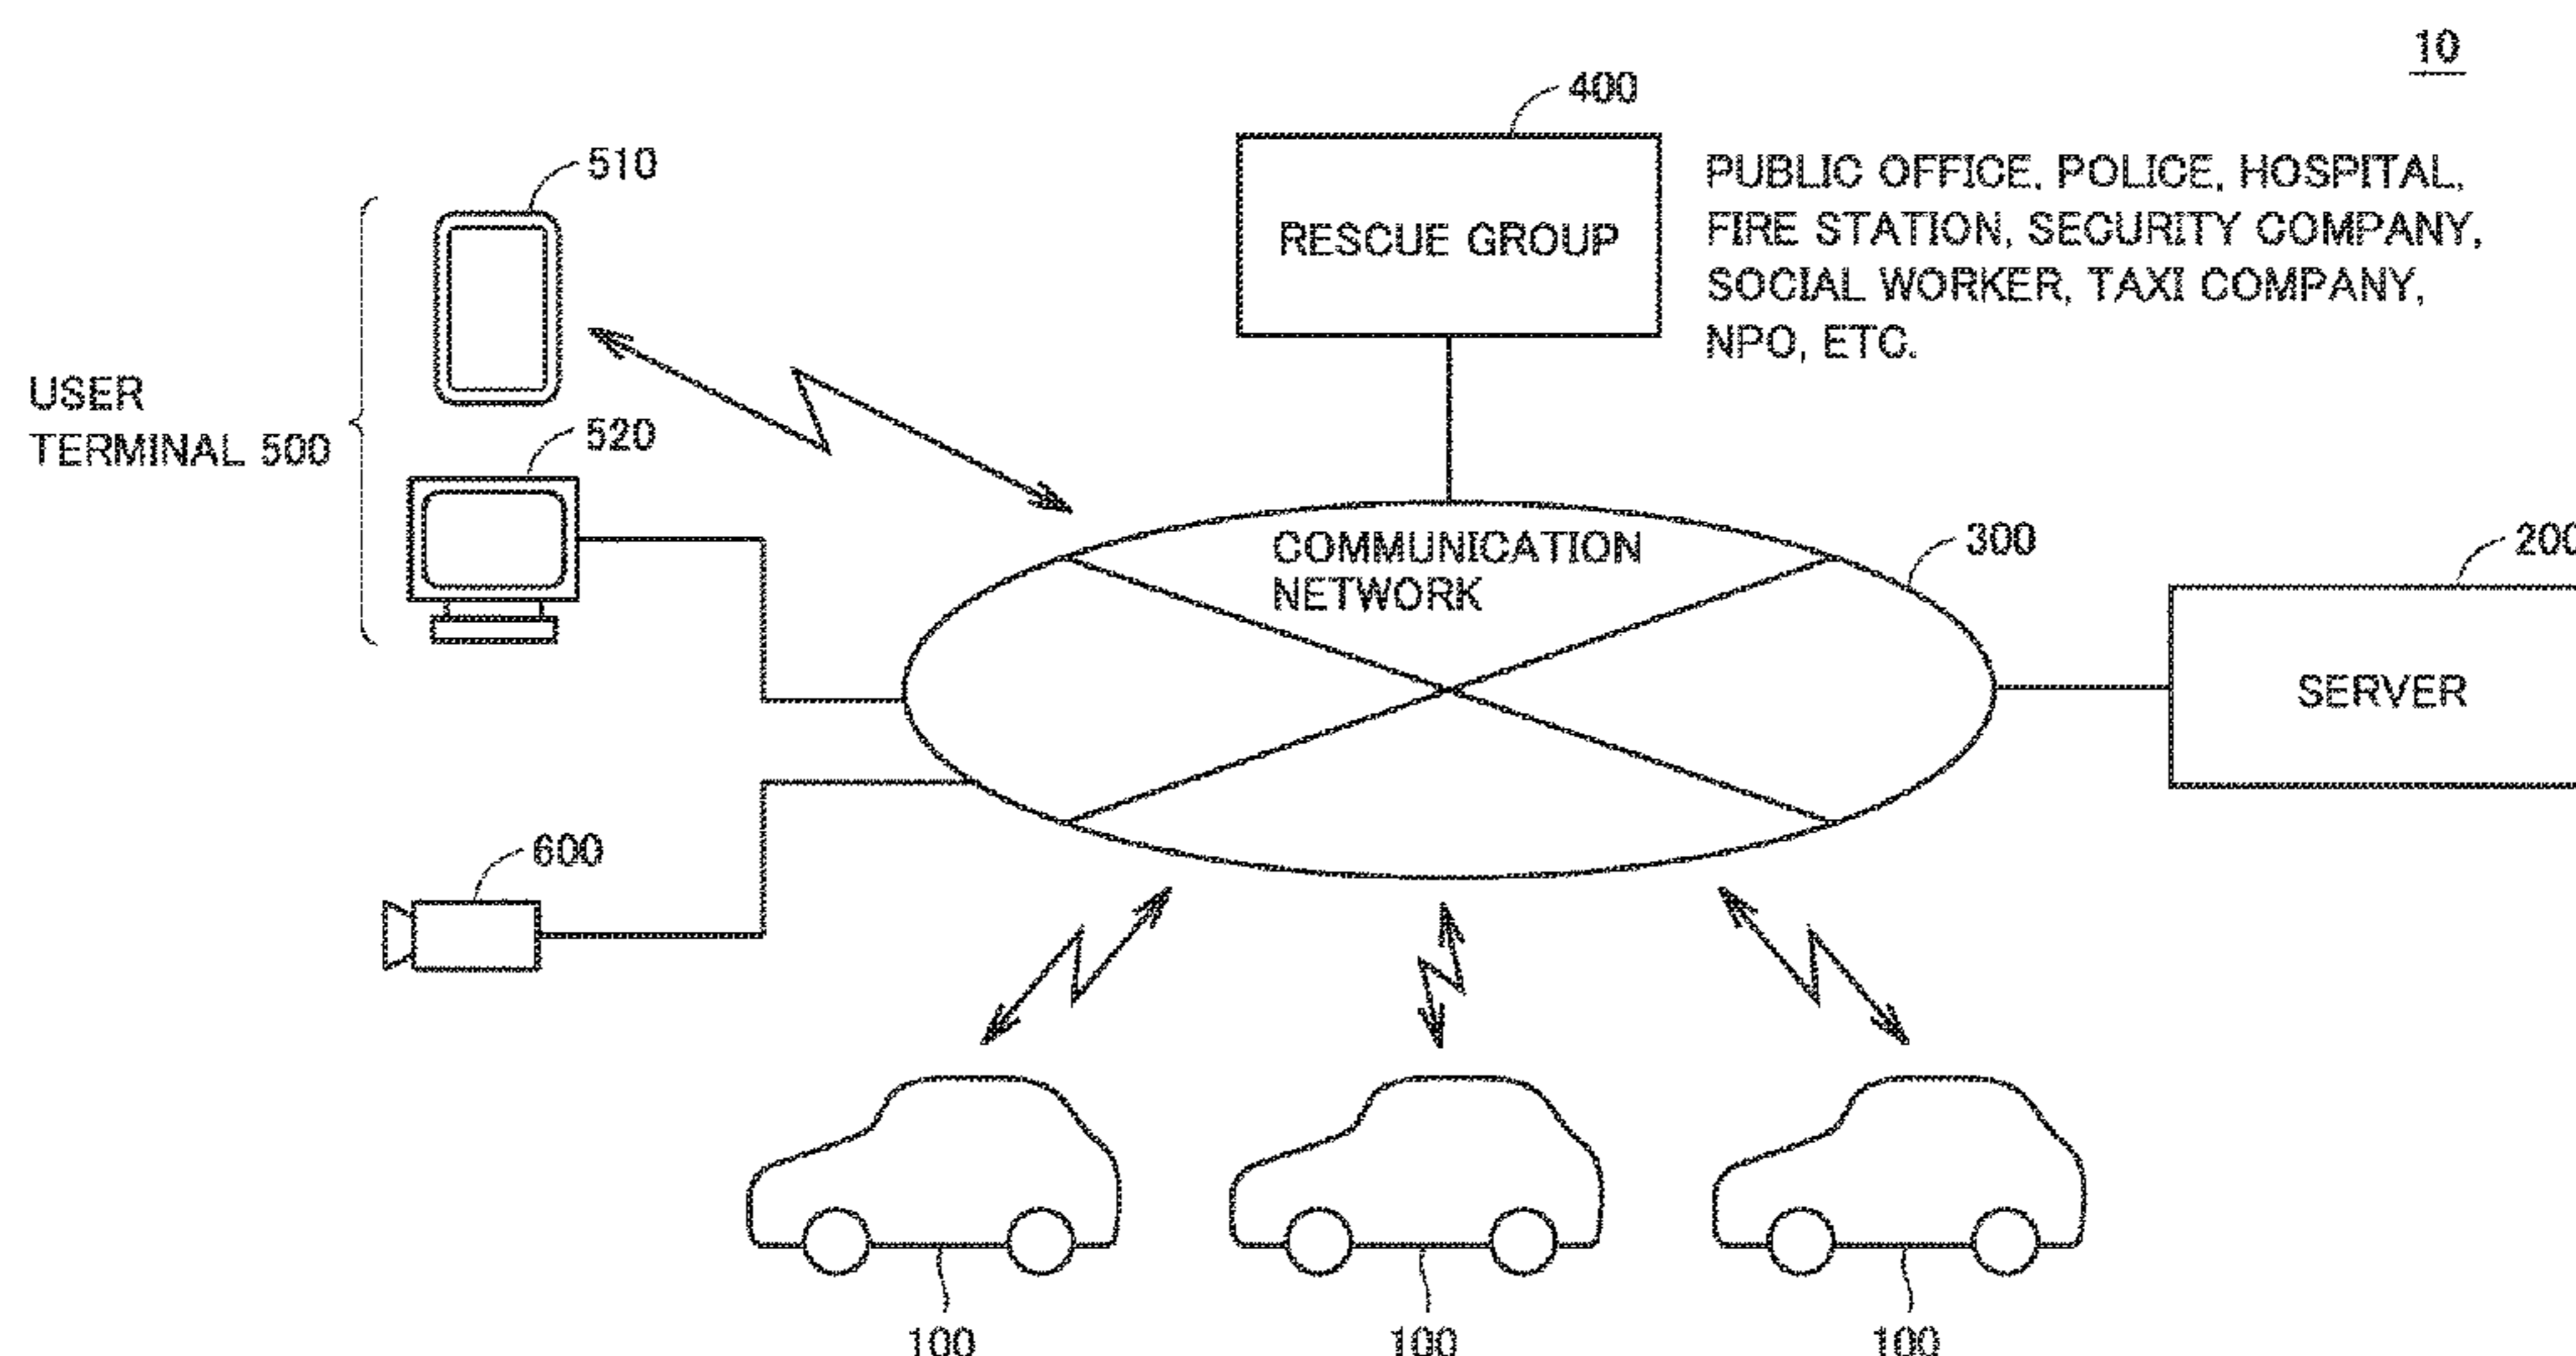 10
400
RESCUE GROUP
PUBLIC OFFICE, POLICE, HOSPITAL,
FIRE STATION, SECURITY COMPANY,
SOCIAL WORKER, TAXI COMPANY,
NPO, ETC.
510
USER
TERMINAL 500
520
COMMUNICATION
NETWORK
300
200
SERVER
600
100
100
100